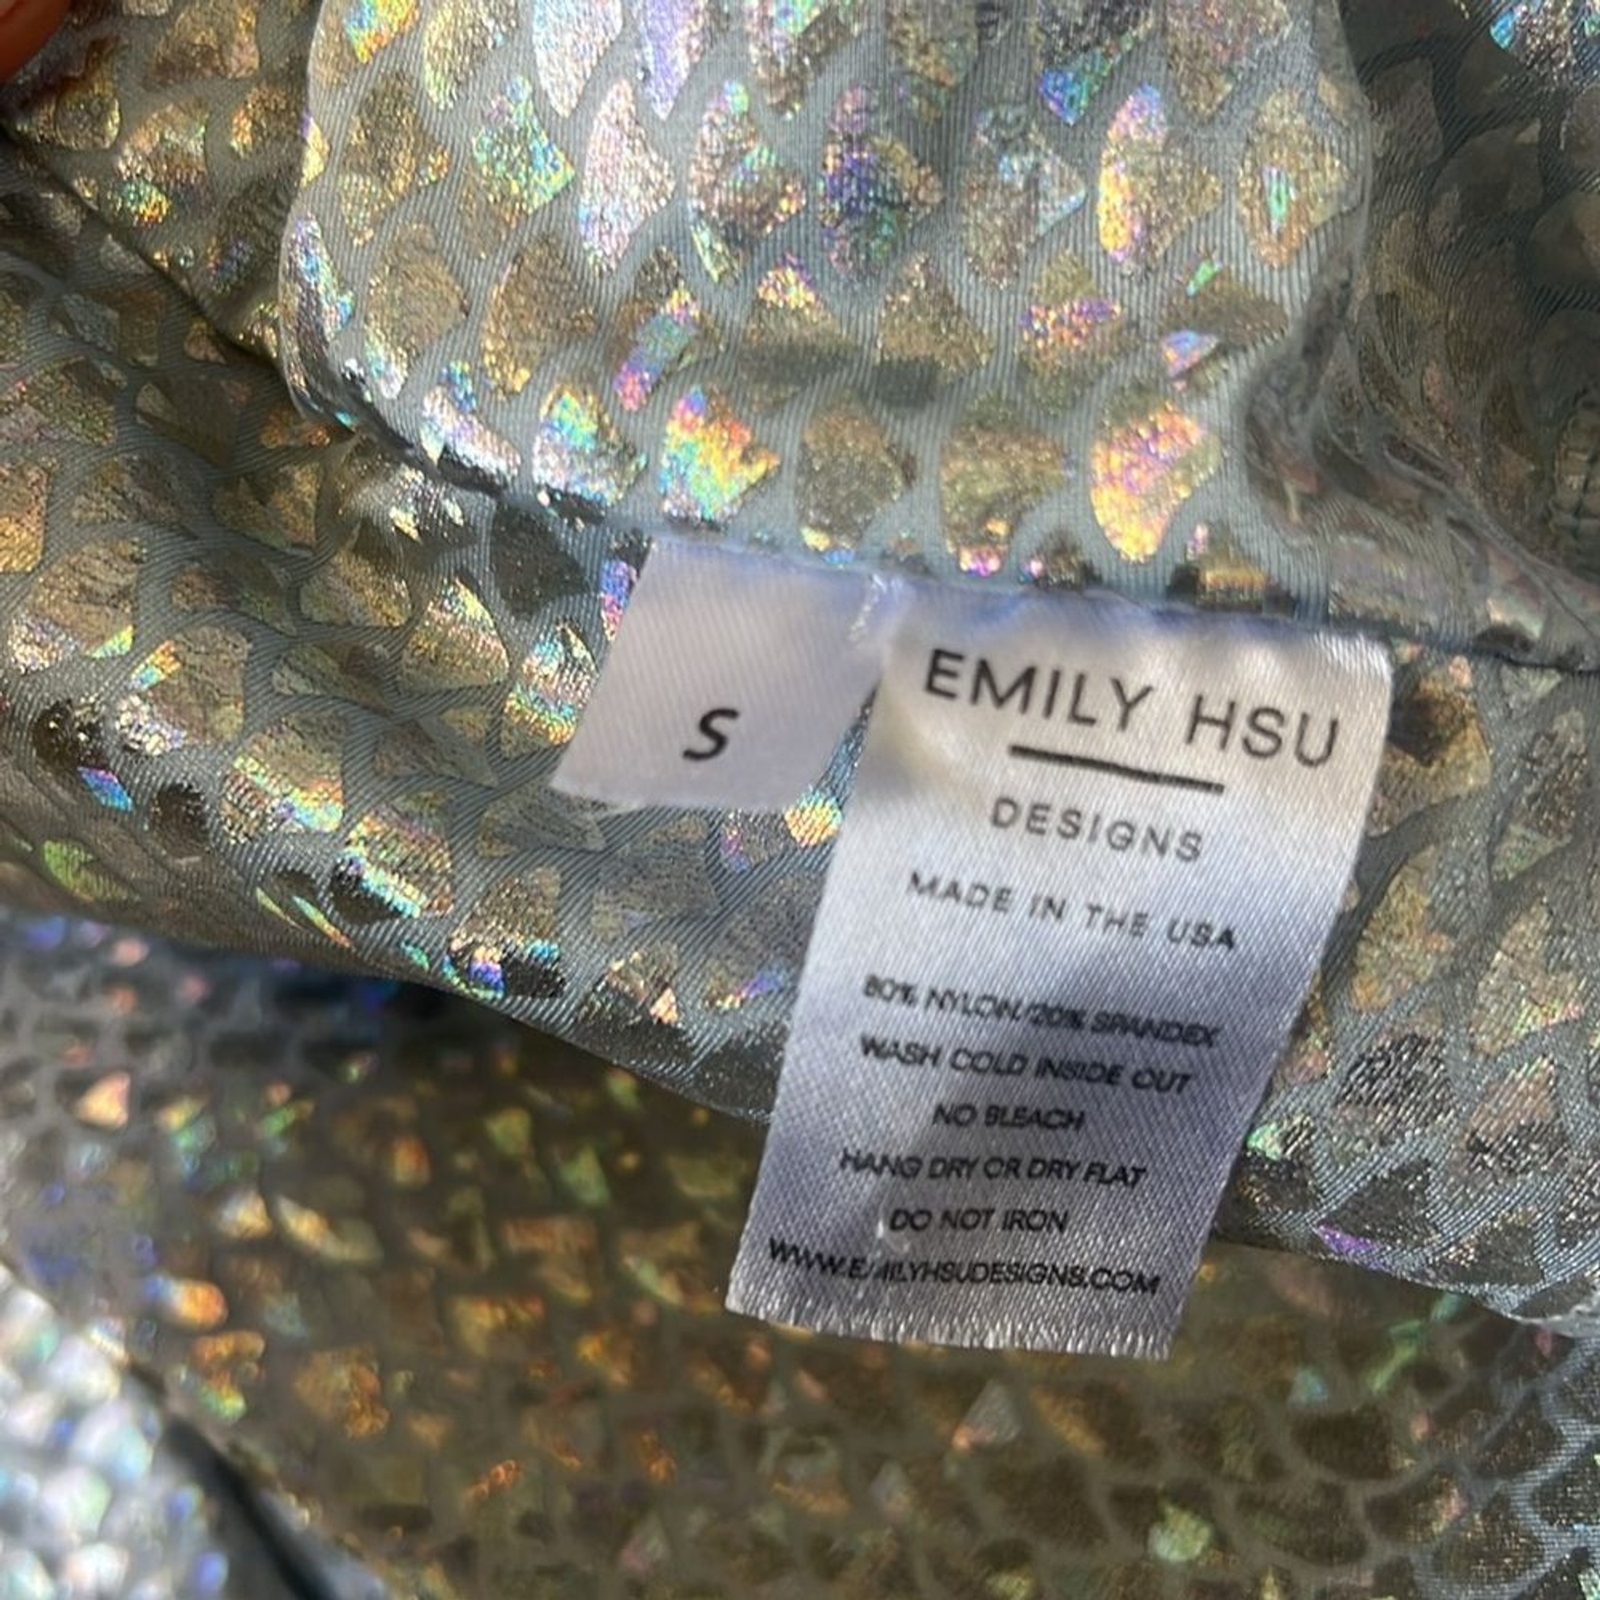 S
EMILY HSU
DESIGNS
MADE IN THE USA
80% NYLON/20% SPANDEX
WASH COLD INSIDE OUT
NO BLEACH
HANG DRY OR DRY FLAT
DO NOT IRON
WWW.EMILYHSUDESIGNS.COM